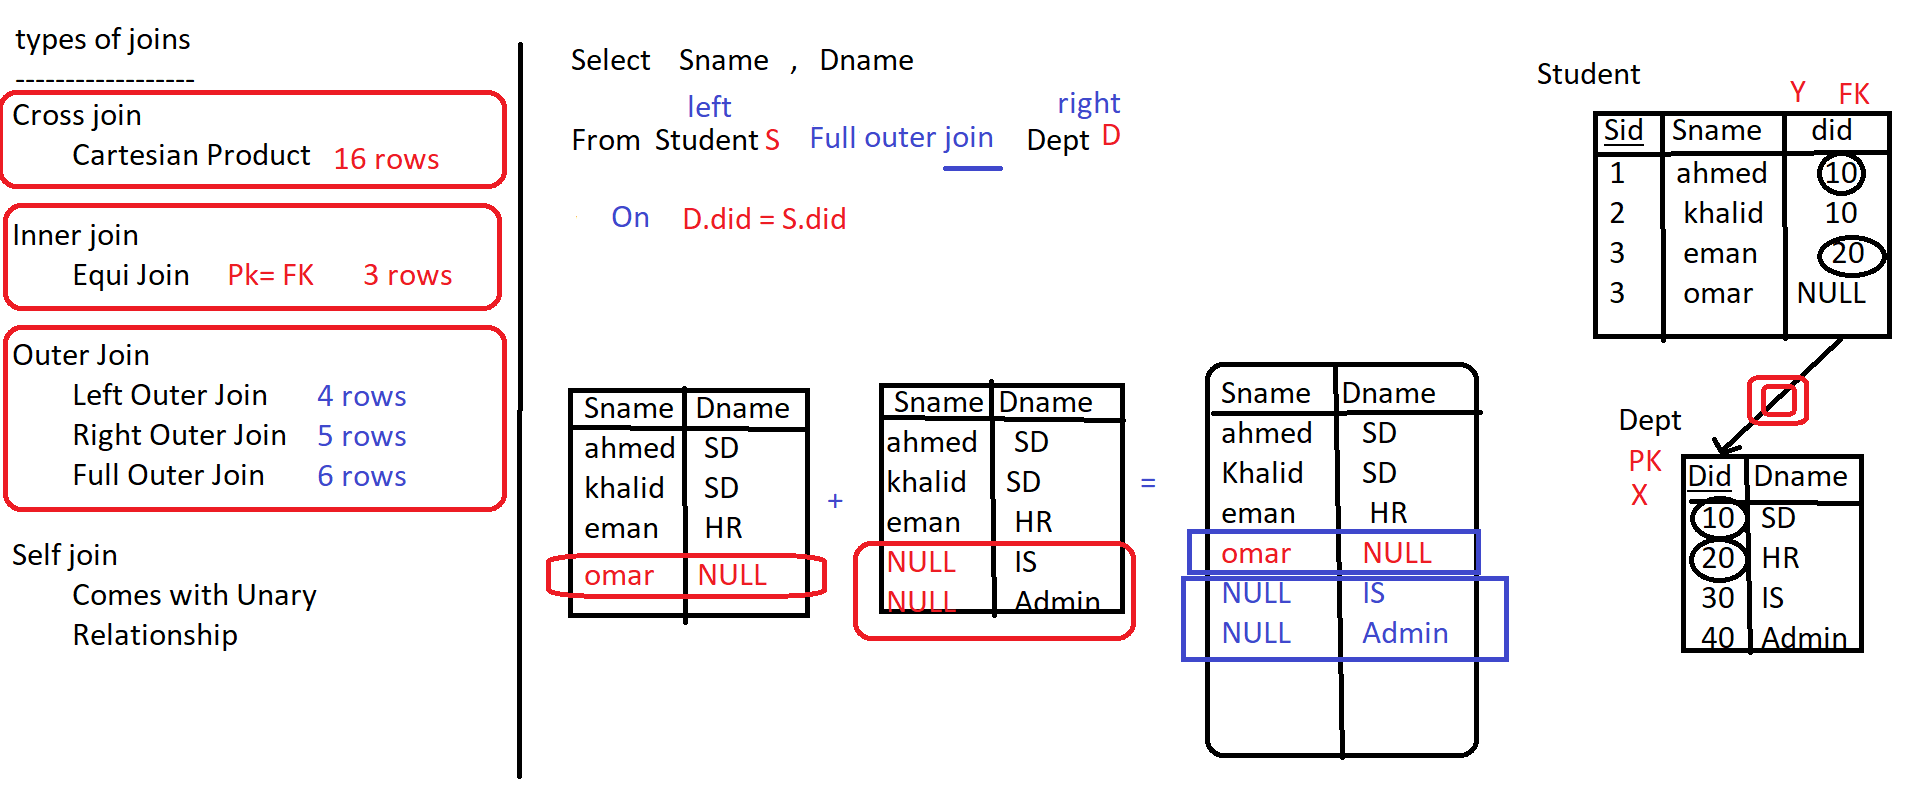 types of joins
------------------
Cross join
Cartesian Product 16 rows
Inner join
Equi Join Pk= FK 3 rows
Outer Join
Left Outer Join 4 rows
Right Outer Join 5 rows
Full Outer Join 6 rows
Self join
Comes with Unary
Relationship
Select Sname , Dname
left right
From Student S Full outer join Dept D
On D.did = S.did
Sname Dname
ahmed SD
khalid SD
eman HR
omar NULL
+
Sname Dname
ahmed SD
khalid SD
eman HR
NULL IS
NULL Admin
=
Sname Dname
ahmed SD
Khalid SD
eman HR
omar NULL
NULL IS
NULL Admin
Student
Y FK
Sid Sname did
1 ahmed 10
2 khalid 10
3 eman 20
3 omar NULL
Dept
PK
X
Did Dname
10 SD
20 HR
30 IS
40 Admin